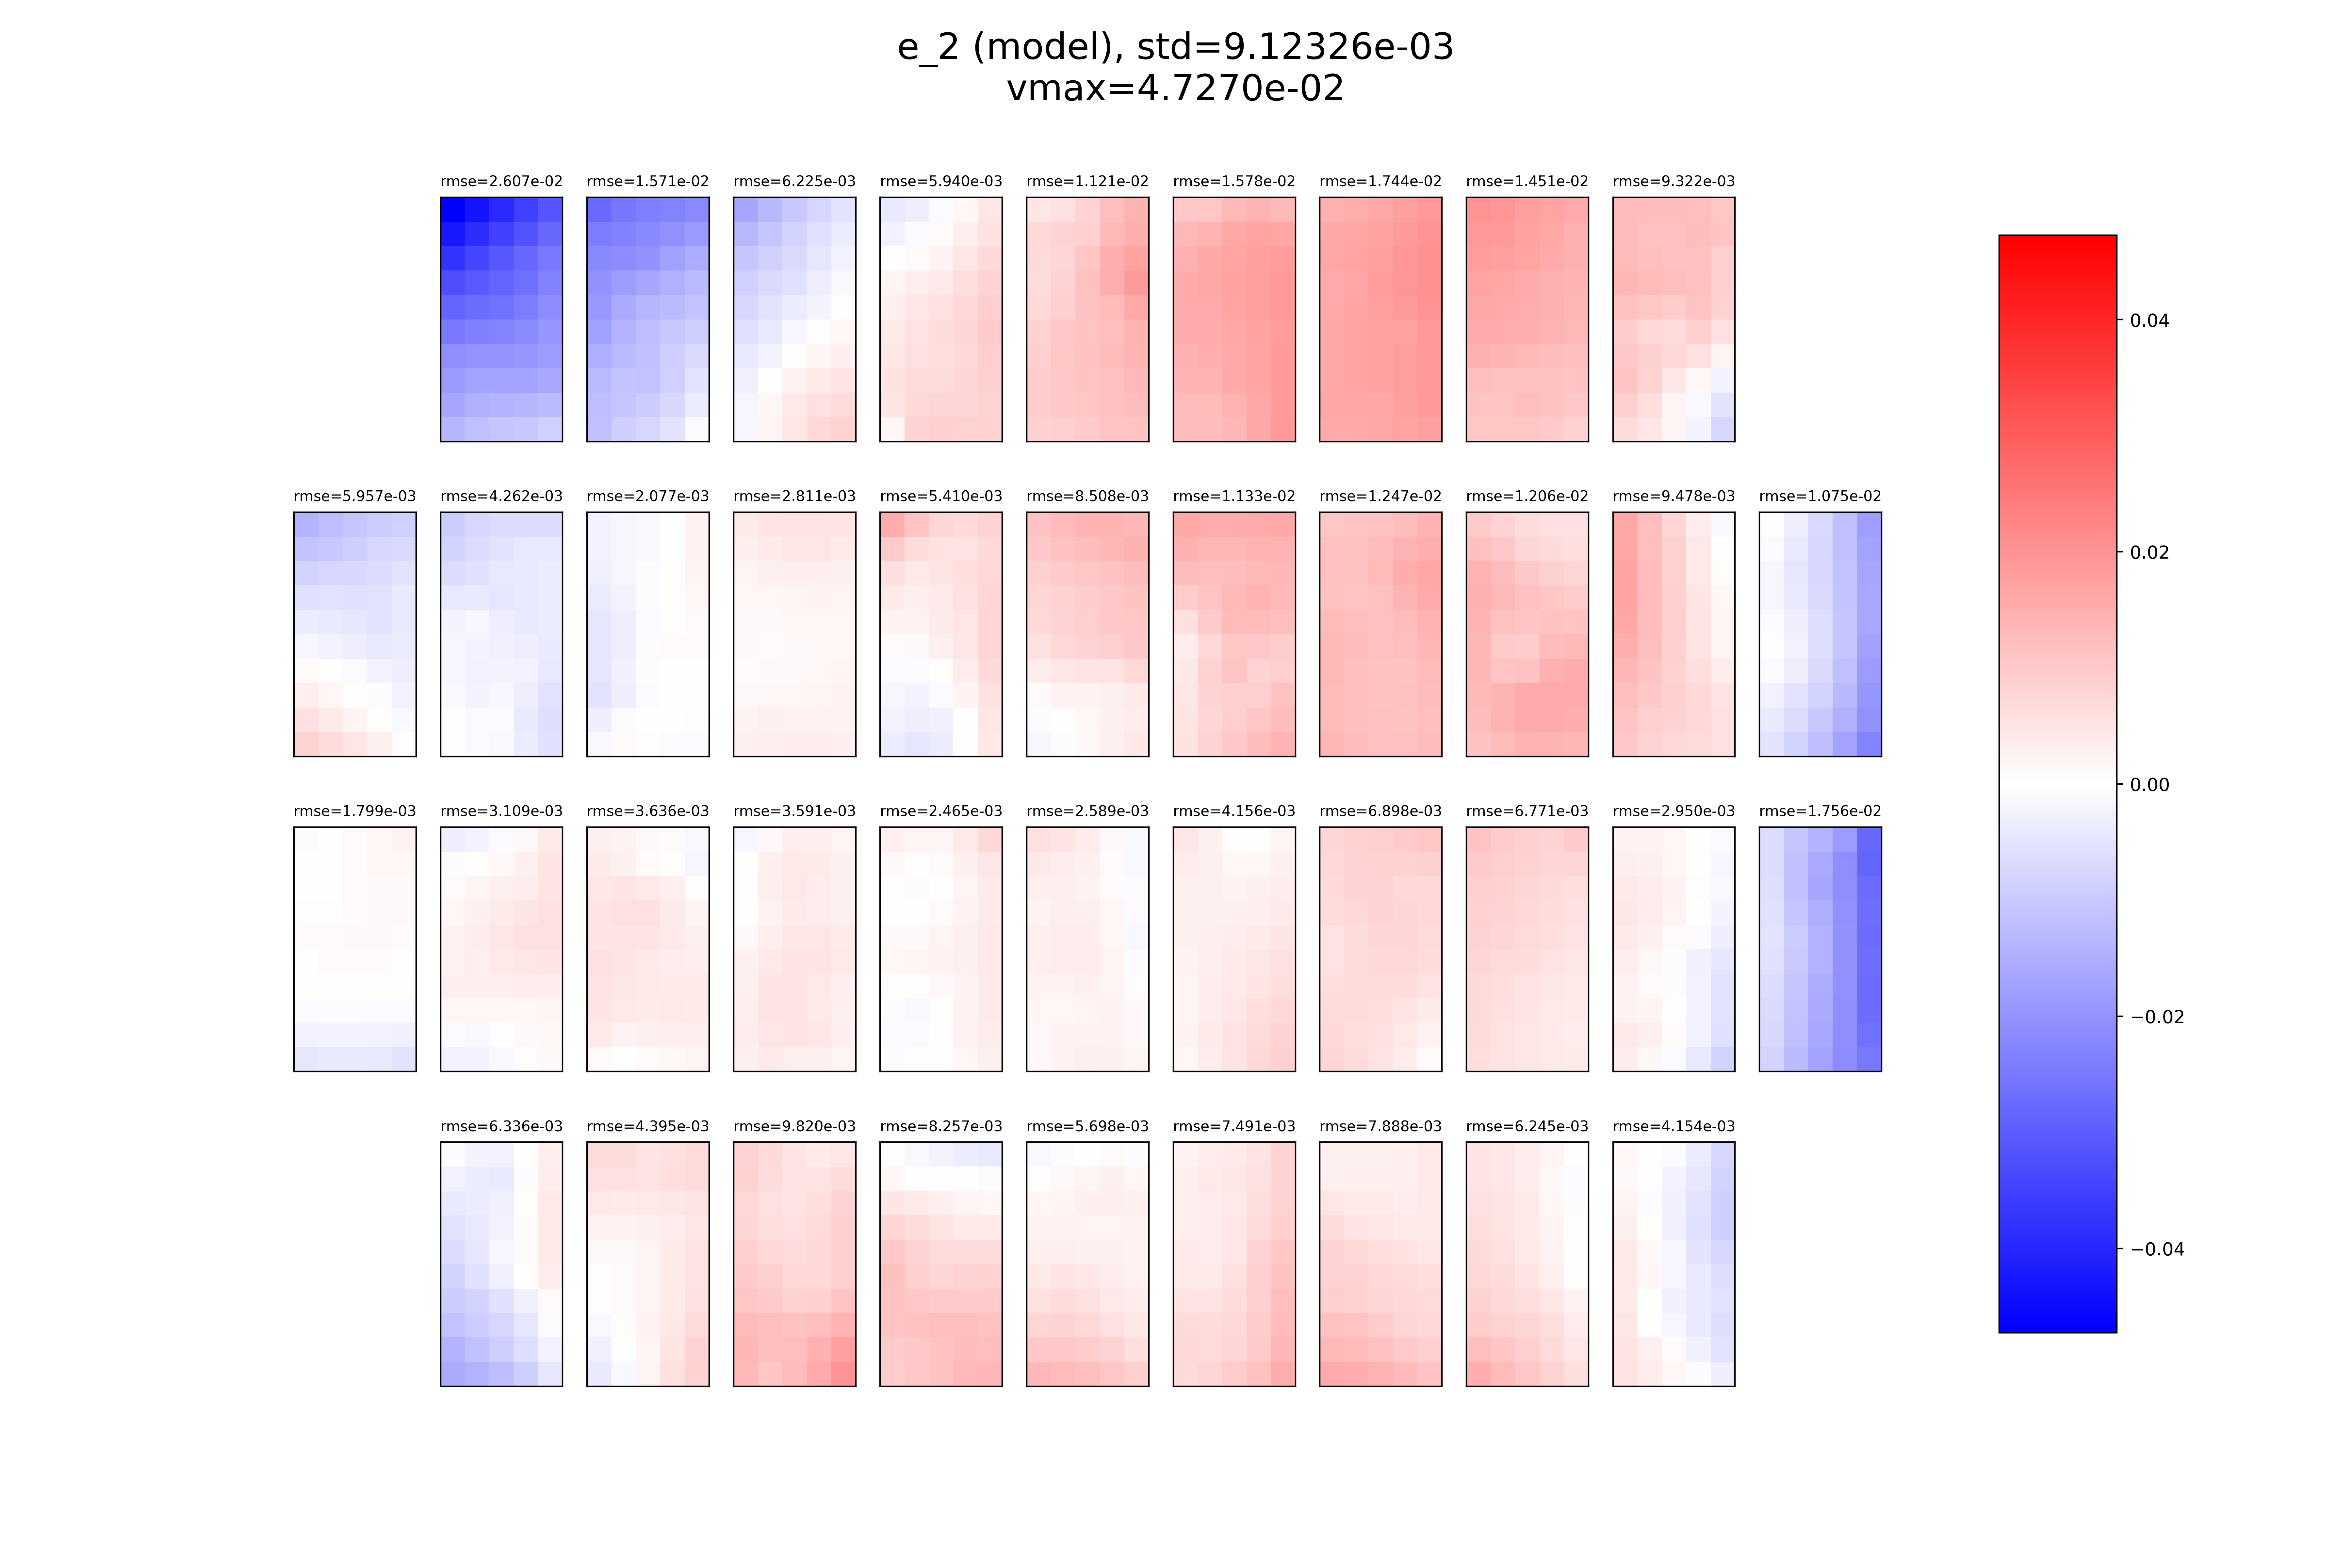 e_2 (model), std=9.12326e-03
vmax=4.7270e-02
rmse=2.607e-02 rmse=1.571e-02 rmse=6.225e-03 rmse=5.940e-03 rmse=1.121e-02 rmse=1.578e-02 rmse=1.744e-02 rmse=1.451e-02 rmse=9.322e-03
rmse=5.957e-03 rmse=4.262e-03 rmse=2.077e-03 rmse=2.811e-03 rmse=5.410e-03 rmse=8.508e-03 rmse=1.133e-02 rmse=1.247e-02 rmse=1.206e-02 rmse=9.478e-03 rmse=1.075e-02
rmse=1.799e-03 rmse=3.109e-03 rmse=3.636e-03 rmse=3.591e-03 rmse=2.465e-03 rmse=2.589e-03 rmse=4.156e-03 rmse=6.898e-03 rmse=6.771e-03 rmse=2.950e-03 rmse=1.756e-02
rmse=6.336e-03 rmse=4.395e-03 rmse=9.820e-03 rmse=8.257e-03 rmse=5.698e-03 rmse=7.491e-03 rmse=7.888e-03 rmse=6.245e-03 rmse=4.154e-03
0.04
0.02
0.00
−0.02
−0.04